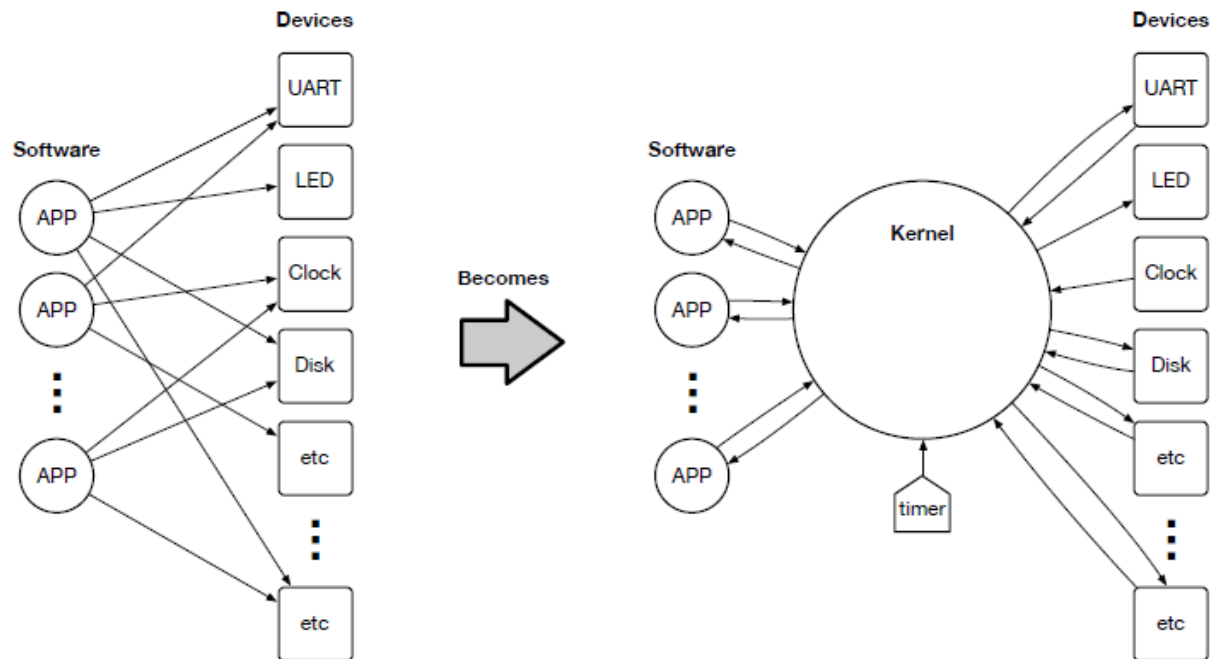 Devices
UART
Software
LED
APP
Clock
APP
Disk
APP
etc
etc
Becomes
Devices
UART
Software
LED
APP
Kernel
Clock
APP
Disk
APP
etc
timer
etc